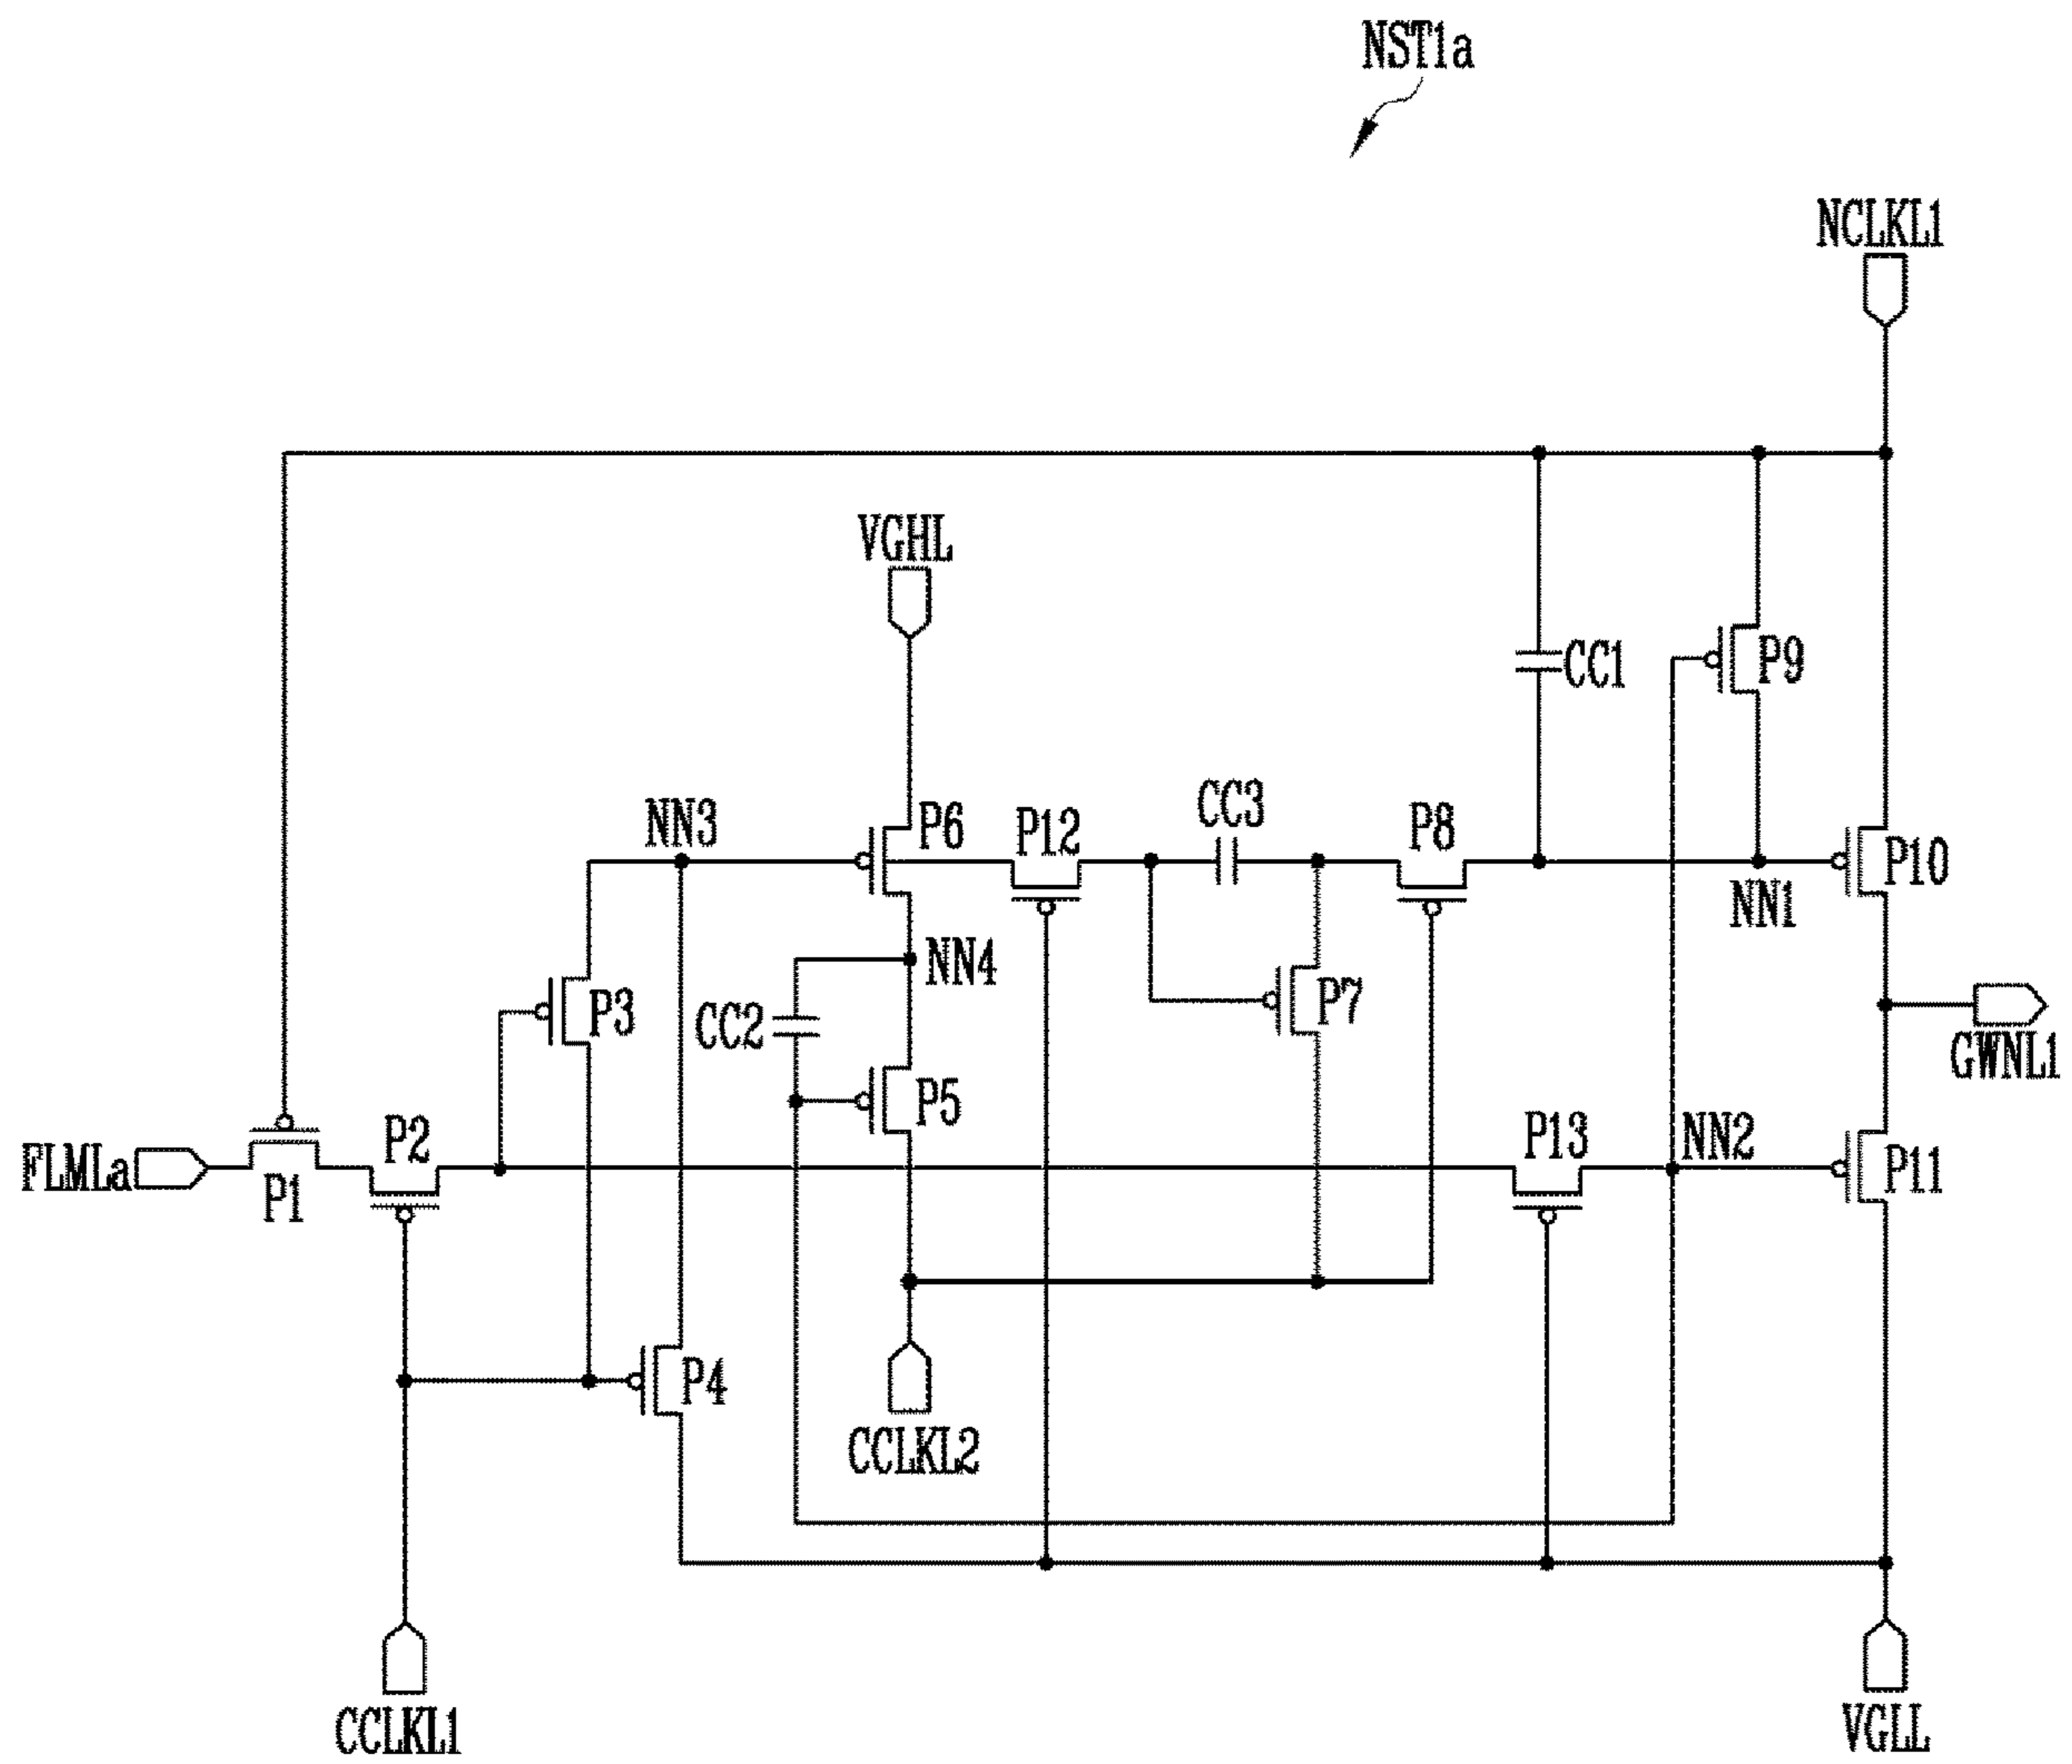 NST1a
NCLKL1
VGHL
P9
CC1
NN3
P6
P12
CC3
P8
P10
NN1
NN4
P3
CC2
P7
GWNL1
P5
P2
P13
NN2
FLMLa
P1
P11
P4
CCLKL2
CCLKL1
VGLL